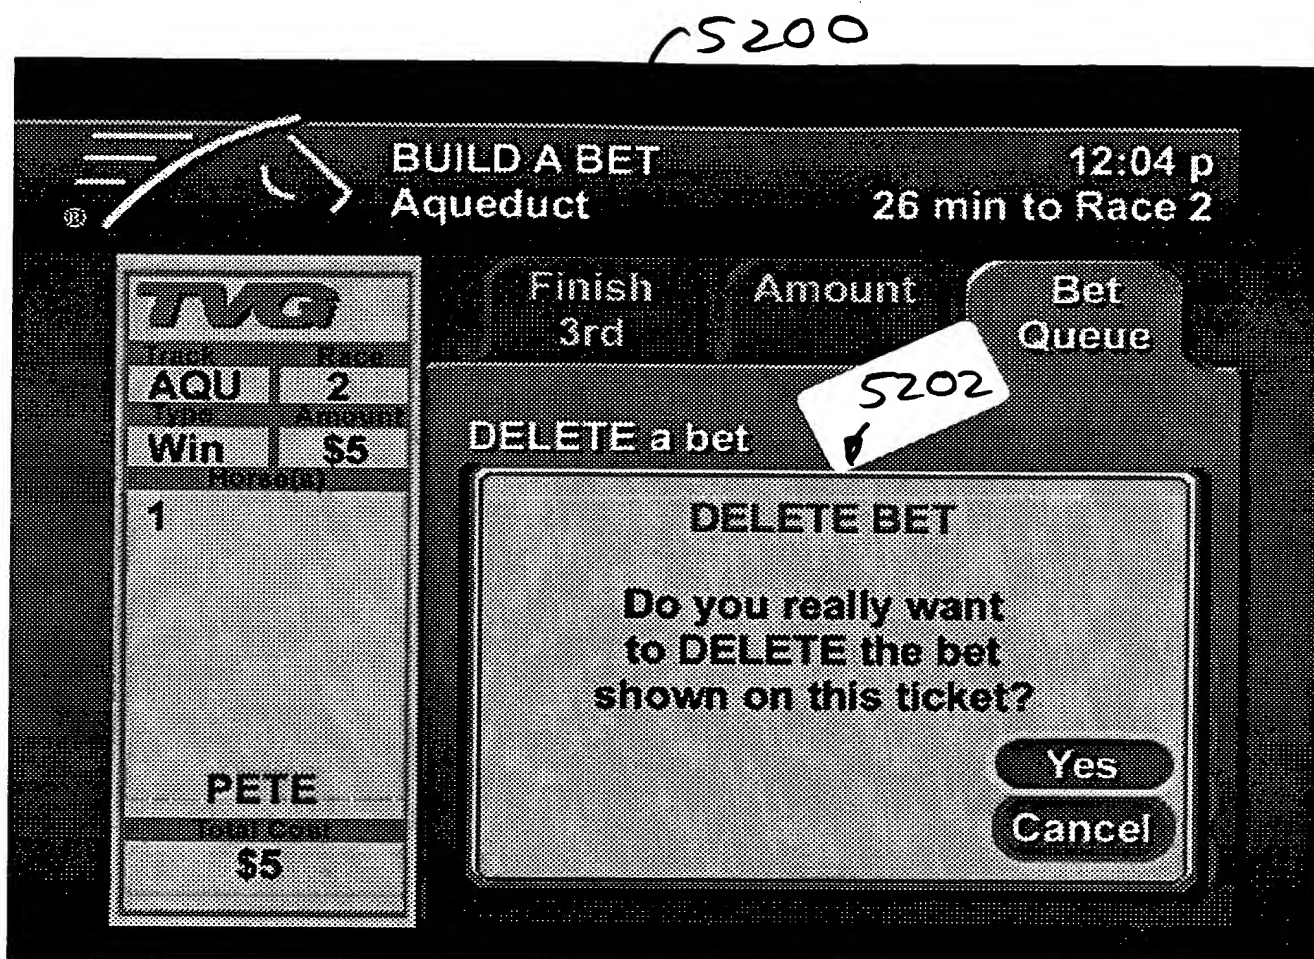 5200
BUILD A BET
12:04 p
Aqueduct
26 min to Race 2
®
TVG
Track Race
AQU 2
Type Amount
Win $5
Horse(s)
1
PETE
$5
Finish
3rd
Amount
Bet
Queue
5202
DELETE a bet
DELETE BET
Do you really want
to DELETE the bet
shown on this ticket?
Yes
Cancel